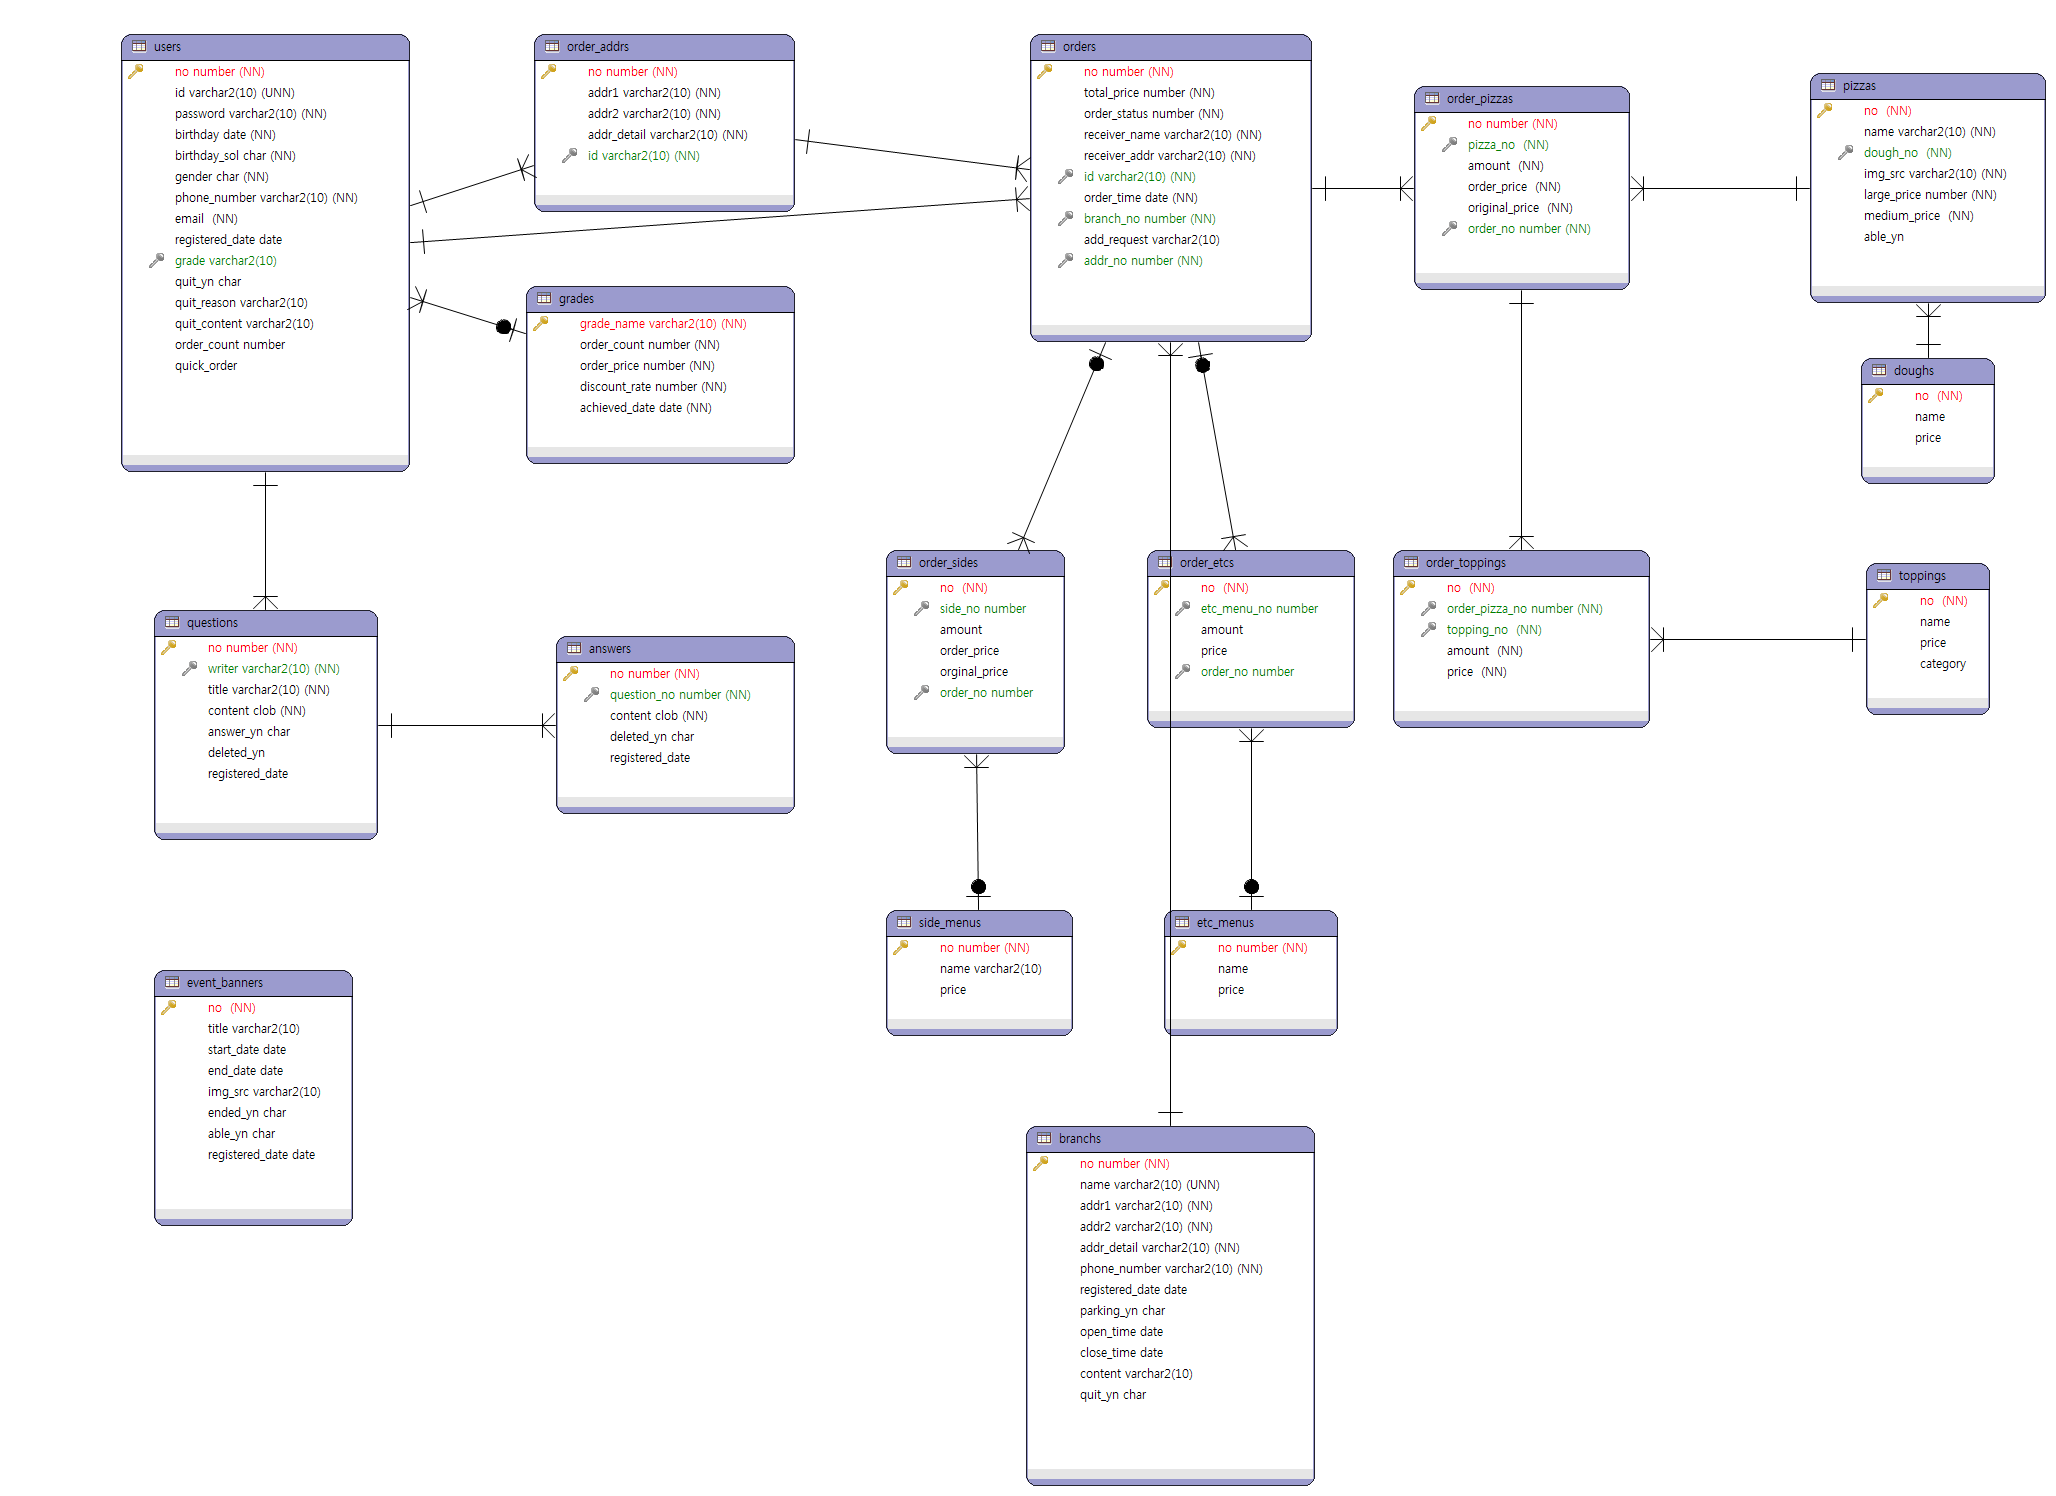 users
no number (NN)
id varchar2(10) (UNN)
password varchar2(10) (NN)
birthday date (NN)
birthday_sol char (NN)
gender char (NN)
phone_number varchar2(10) (NN)
email (NN)
registered_date date
grade varchar2(10)
quit_yn char
quit_reason varchar2(10)
quit_content varchar2(10)
order_count number
quick_order
order_addrs
no number (NN)
addr1 varchar2(10) (NN)
addr2 varchar2(10) (NN)
addr_detail varchar2(10) (NN)
id varchar2(10) (NN)
grades
grade_name varchar2(10) (NN)
order_count number (NN)
order_price number (NN)
discount_rate number (NN)
achieved_date date (NN)
orders
no number (NN)
total_price number (NN)
order_status number (NN)
receiver_name varchar2(10) (NN)
receiver_addr varchar2(10) (NN)
id varchar2(10) (NN)
order_time date (NN)
branch_no number (NN)
add_request varchar2(10)
addr_no number (NN)
order_pizzas
no number (NN)
pizza_no (NN)
amount (NN)
order_price (NN)
original_price (NN)
order_no number (NN)
pizzas
no (NN)
name varchar2(10) (NN)
dough_no (NN)
img_src varchar2(10) (NN)
large_price number (NN)
medium_price (NN)
able_yn
doughs
no (NN)
name
price
questions
no number (NN)
writer varchar2(10) (NN)
title varchar2(10) (NN)
content clob (NN)
answer_yn char
deleted_yn
registered_date
answers
no number (NN)
question_no number (NN)
content clob (NN)
deleted_yn char
registered_date
order_sides
no (NN)
side_no number
amount
order_price
orginal_price
order_no number
order_etcs
no (NN)
etc_menu_no number
amount
price
order_no number
order_toppings
no (NN)
order_pizza_no number (NN)
topping_no (NN)
amount (NN)
price (NN)
toppings
no (NN)
name
price
category
side_menus
no number (NN)
name varchar2(10)
price
etc_menus
no number (NN)
name
price
event_banners
no (NN)
title varchar2(10)
start_date date
end_date date
img_src varchar2(10)
ended_yn char
able_yn char
registered_date date
branchs
no number (NN)
name varchar2(10) (UNN)
addr1 varchar2(10) (NN)
addr2 varchar2(10) (NN)
addr_detail varchar2(10) (NN)
phone_number varchar2(10) (NN)
registered_date date
parking_yn char
open_time date
close_time date
content varchar2(10)
quit_yn char